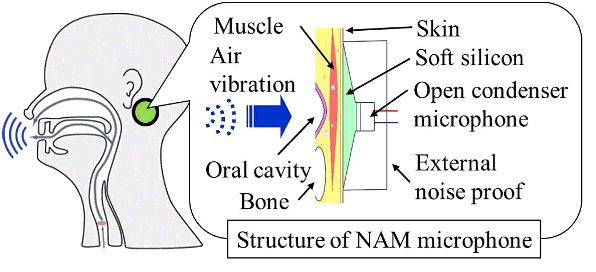 Muscle
Air
vibration
Oral cavity
Bone
Skin
Soft silicon
Open condenser
microphone
External
noise proof
Structure of NAM microphone